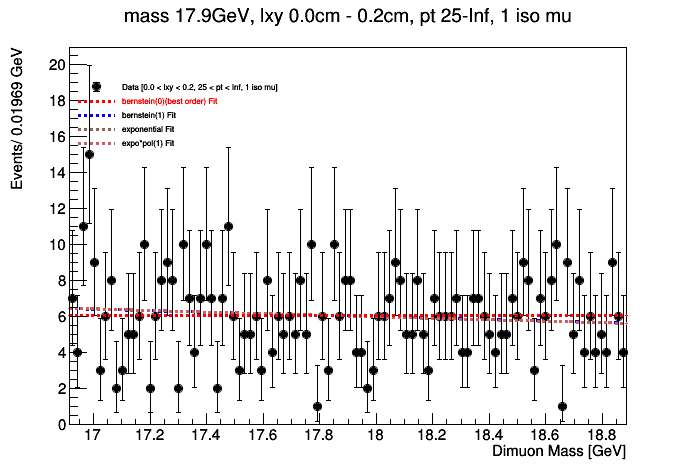 mass 17.9GeV, lxy 0.0cm - 0.2cm, pt 25-Inf, 1 iso mu
Events/ 0.01969 GeV
20
18
16
14
12
10
8
6
4
2
0
Data [0.0 < lxy < 0.2, 25 < pt < Inf, 1 iso mu]
bernstein(0)(best order) Fit
bernstein(1) Fit
exponential Fit
expo*pol(1) Fit
17 17.2 17.4 17.6 17.8 18 18.2 18.4 18.6 18.8
Dimuon Mass [GeV]